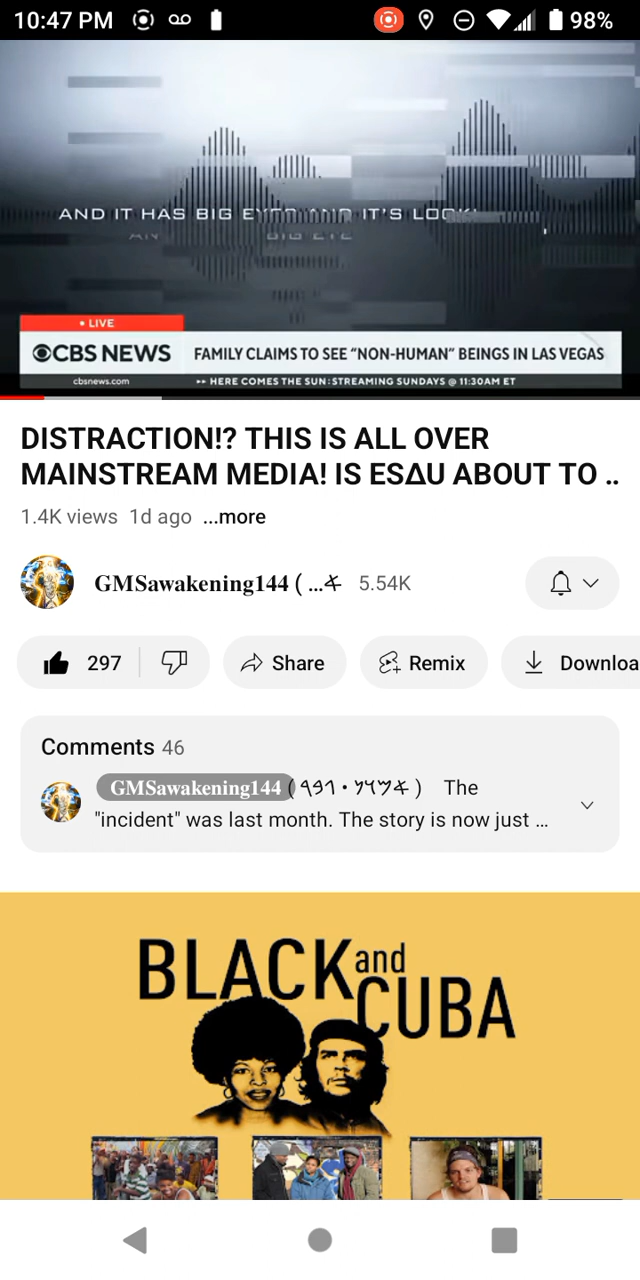 10:47 PM
98%
AND IT HAS BIG IT'S
• LIVE
CBS NEWS
FAMILY CLAIMS TO SEE “NON-HUMAN” BEINGS IN LAS VEGAS
cbsnews.com
▸▸ HERE COMES THE SUN: STREAMING SUNDAYS @ 11:30AM ET
DISTRACTION!? THIS IS ALL OVER
MAINSTREAM MEDIA! IS ESΔU ABOUT TO ..
1.4K views 1d ago ...more
GMSawakening144 ( ...𐤀 5.54K
297
Share
Remix
Downloa
Comments 46
GMSawakening144 ( The
"incident" was last month. The story is now just ...
BLACK and
CUBA